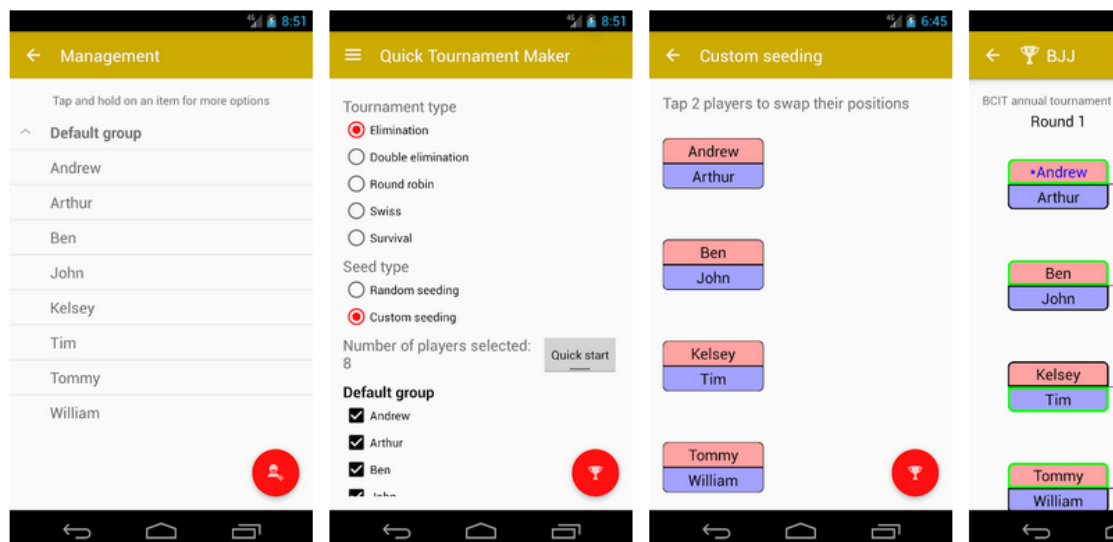 4G 8:51
Management
Tap and hold on an item for more options
Default group
Andrew
Arthur
Ben
John
Kelsey
Tim
Tommy
William
4G 8:51
Quick Tournament Maker
Tournament type
Elimination
Double elimination
Round robin
Swiss
Survival
Seed type
Random seeding
Custom seeding
Number of players selected:
8
Quick start
Default group
Andrew
Arthur
Ben
John
4G 6:45
Custom seeding
Tap 2 players to swap their positions
Andrew
Arthur
Ben
John
Kelsey
Tim
Tommy
William
BJJ
BCIT annual tournament
Round 1
*Andrew
Arthur
Ben
John
Kelsey
Tim
Tommy
William